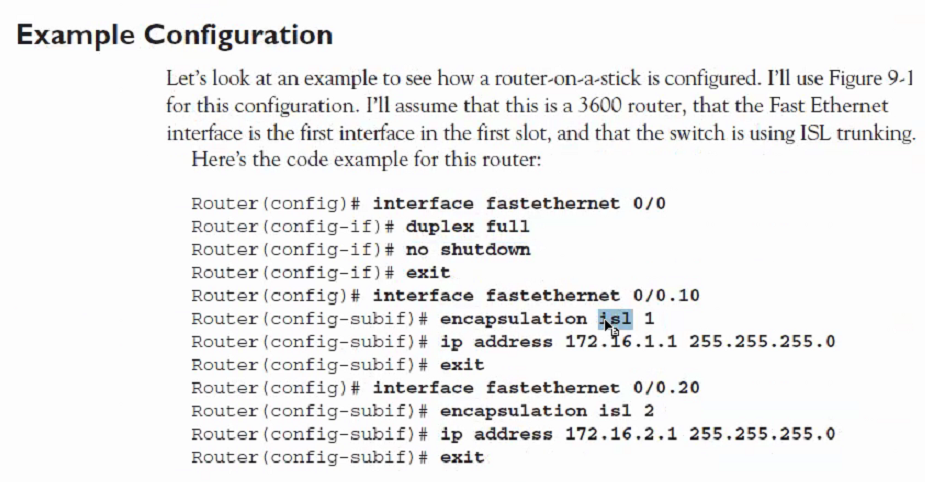 Example Configuration
Let's look at an example to see how a router-on-a-stick is configured. I'll use Figure 9-1
for this configuration. I'll assume that this is a 3600 router, that the Fast Ethernet
interface is the first interface in the first slot, and that the switch is using ISL trunking.
Here's the code example for this router:
Router(config)# interface fastethernet 0/0
Router(config-if)# duplex full
Router(config-if)# no shutdown
Router(config-if)# exit
Router(config)# interface fastethernet 0/0.10
Router(config-subif)# encapsulation isl 1
Router(config-subif)# ip address 172.16.1.1 255.255.255.0
Router(config-subif)# exit
Router(config)# interface fastethernet 0/0.20
Router(config-subif)# encapsulation isl 2
Router(config-subif)# ip address 172.16.2.1 255.255.255.0
Router(config-subif)# exit